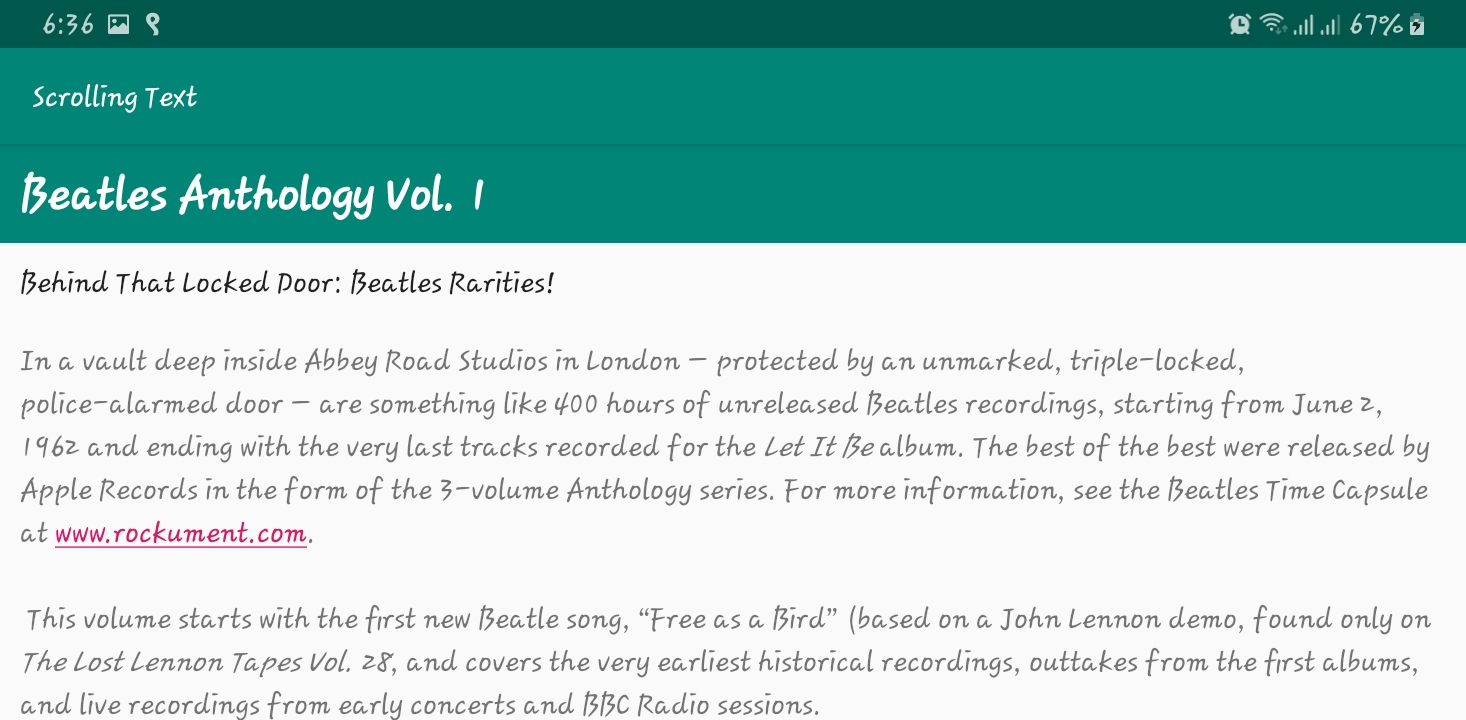 6:36 67%
Scrolling Text
Beatles Anthology Vol. 1
Behind That Locked Door: Beatles Rarities!
In a vault deep inside Abbey Road Studios in London — protected by an unmarked, triple-locked,
police-alarmed door — are something like 400 hours of unreleased Beatles recordings, starting from June 2,
1962 and ending with the very last tracks recorded for the Let It Be album. The best of the best were released by
Apple Records in the form of the 3-volume Anthology series. For more information, see the Beatles Time Capsule
at www.rockument.com.
This volume starts with the first new Beatle song, “Free as a Bird” (based on a John Lennon demo, found only on
The Lost Lennon Tapes Vol. 28, and covers the very earliest historical recordings, outtakes from the first albums,
and live recordings from early concerts and BBC Radio sessions.